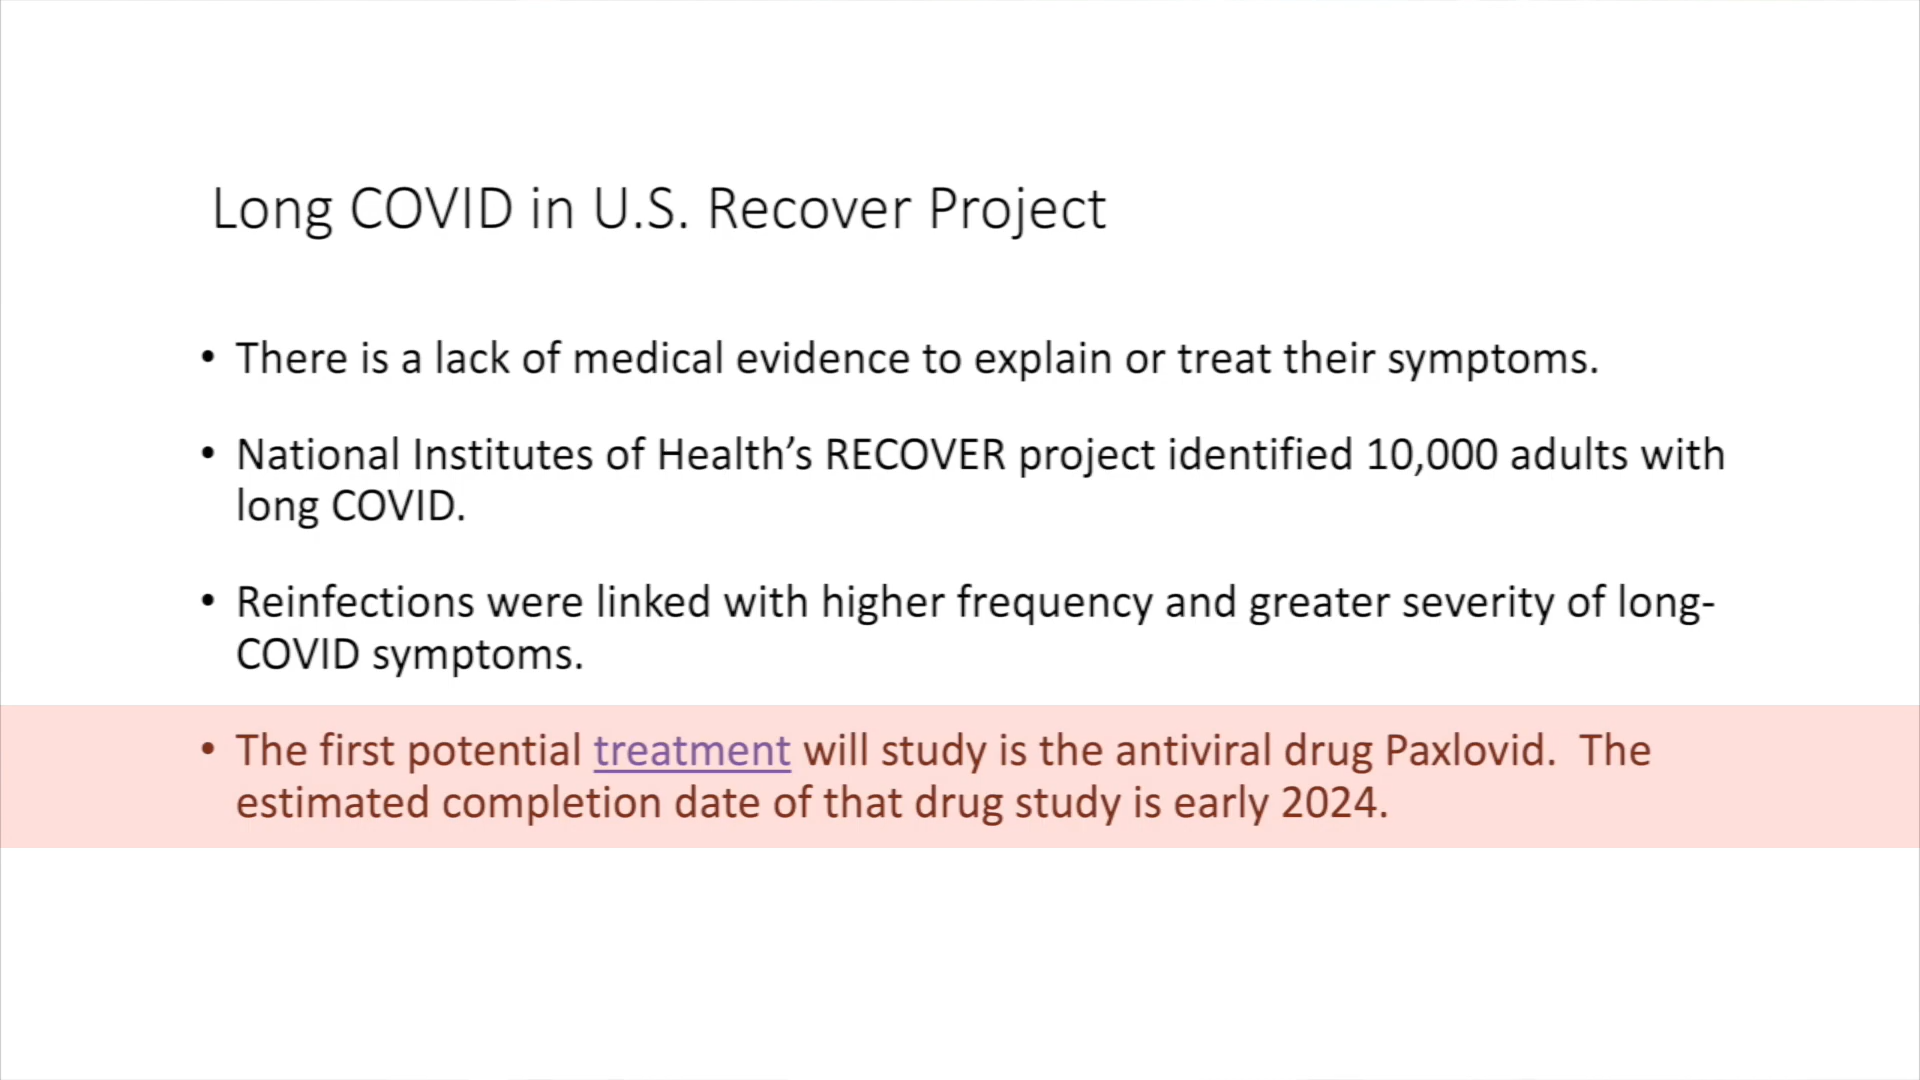 Long COVID in U.S. Recover Project
• There is a lack of medical evidence to explain or treat their symptoms.
• National Institutes of Health’s RECOVER project identified 10,000 adults with
long COVID.
• Reinfections were linked with higher frequency and greater severity of long-
COVID symptoms.
• The first potential treatment will study is the antiviral drug Paxlovid.  The
estimated completion date of that drug study is early 2024.